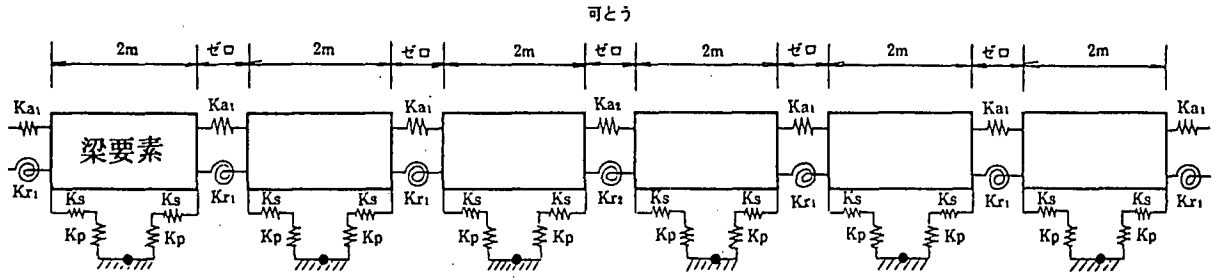 可とう
2m ゼロ 2m ゼロ 2m ゼロ 2m ゼロ 2m ゼロ 2m
Ka1 Ka1 Ka1 Ka2 Ka1 Ka1 Ka1
梁要素
Kr1 Kr1 Kr1 Kr2 Kr1 Kr1 Kr1
Ks Ks Ks Ks Ks Ks Ks Ks Ks Ks Ks Ks
Kp Kp Kp Kp Kp Kp Kp Kp Kp Kp Kp Kp